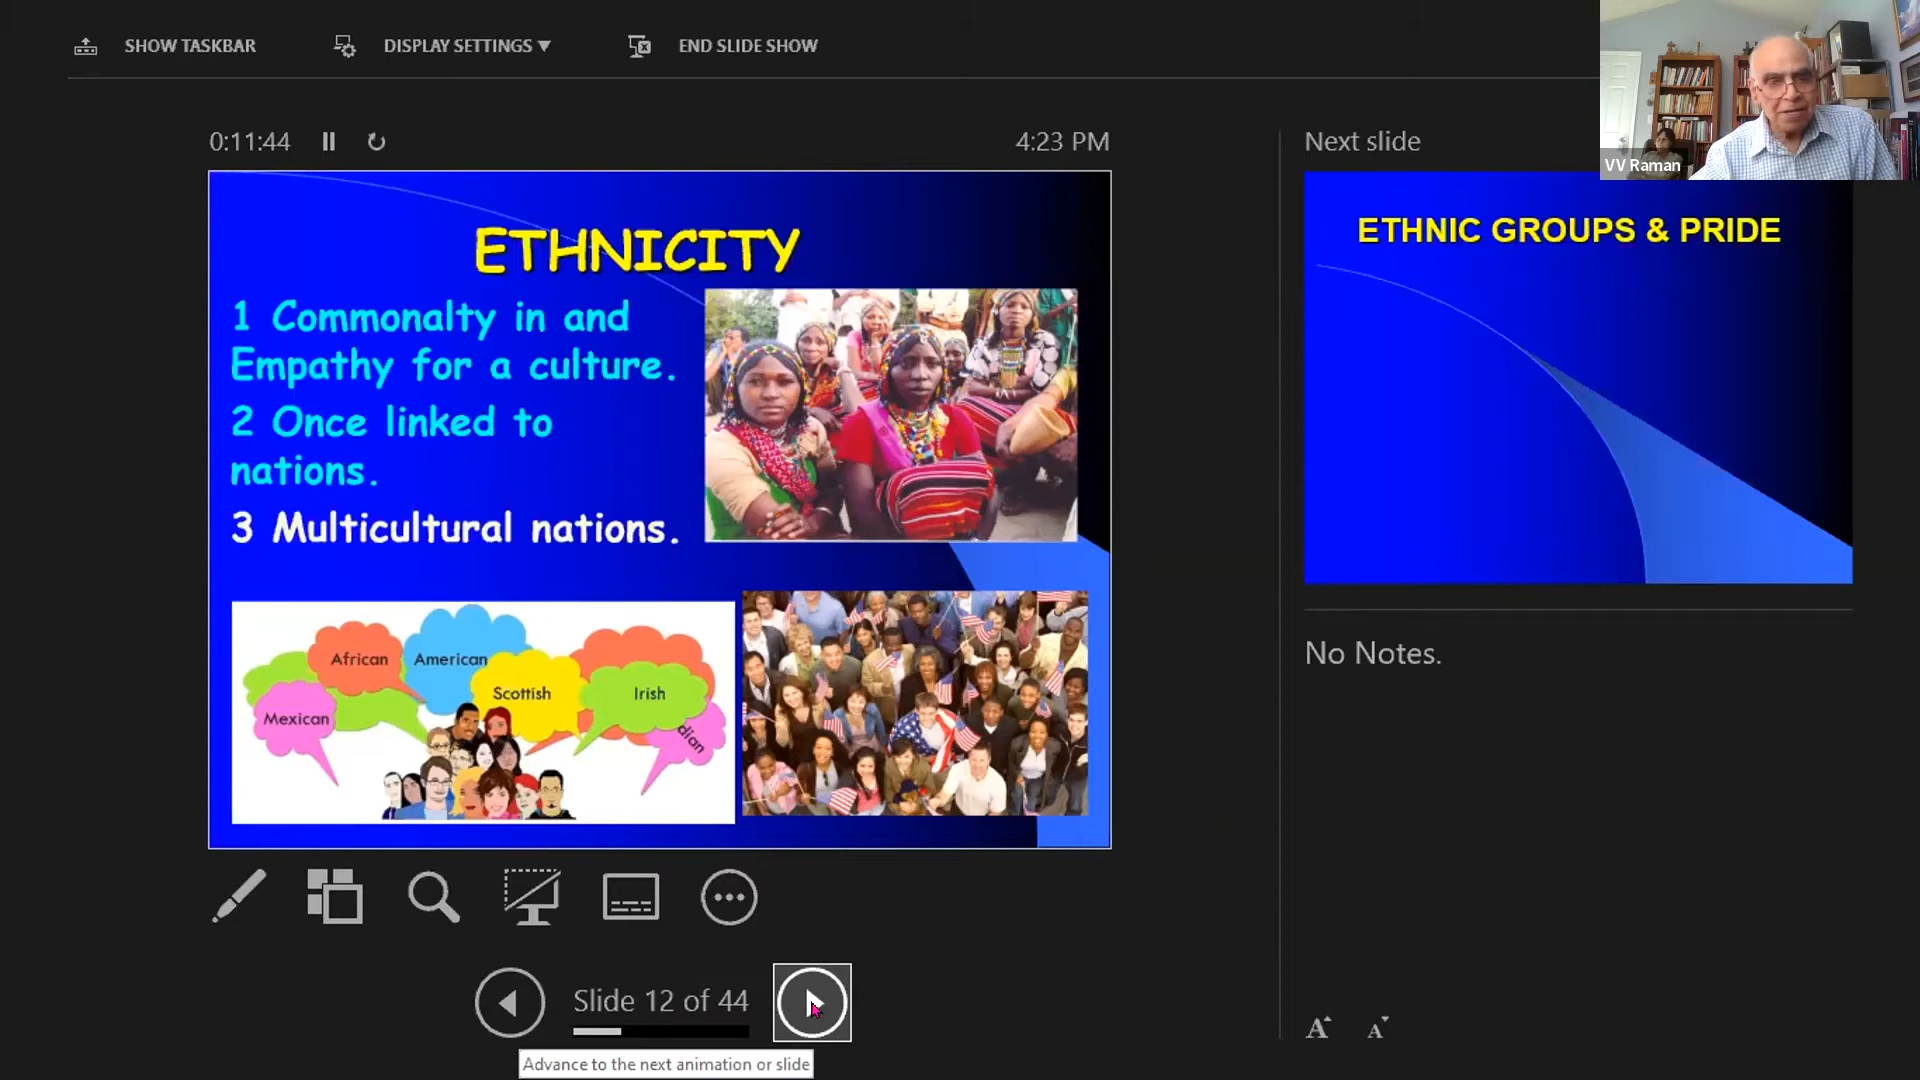 SHOW TASKBAR
DISPLAY SETTINGS
END SLIDE SHOW
0:11:44
4:23 PM
Next slide
VV Raman
ETHNICITY
1 Commonalty in and
Empathy for a culture.
2 Once linked to
nations.
3 Multicultural nations.
African
American
Scottish
Irish
Mexican
dian
ETHNIC GROUPS & PRIDE
No Notes.
Slide 12 of 44
Advance to the next animation or slide
A
A